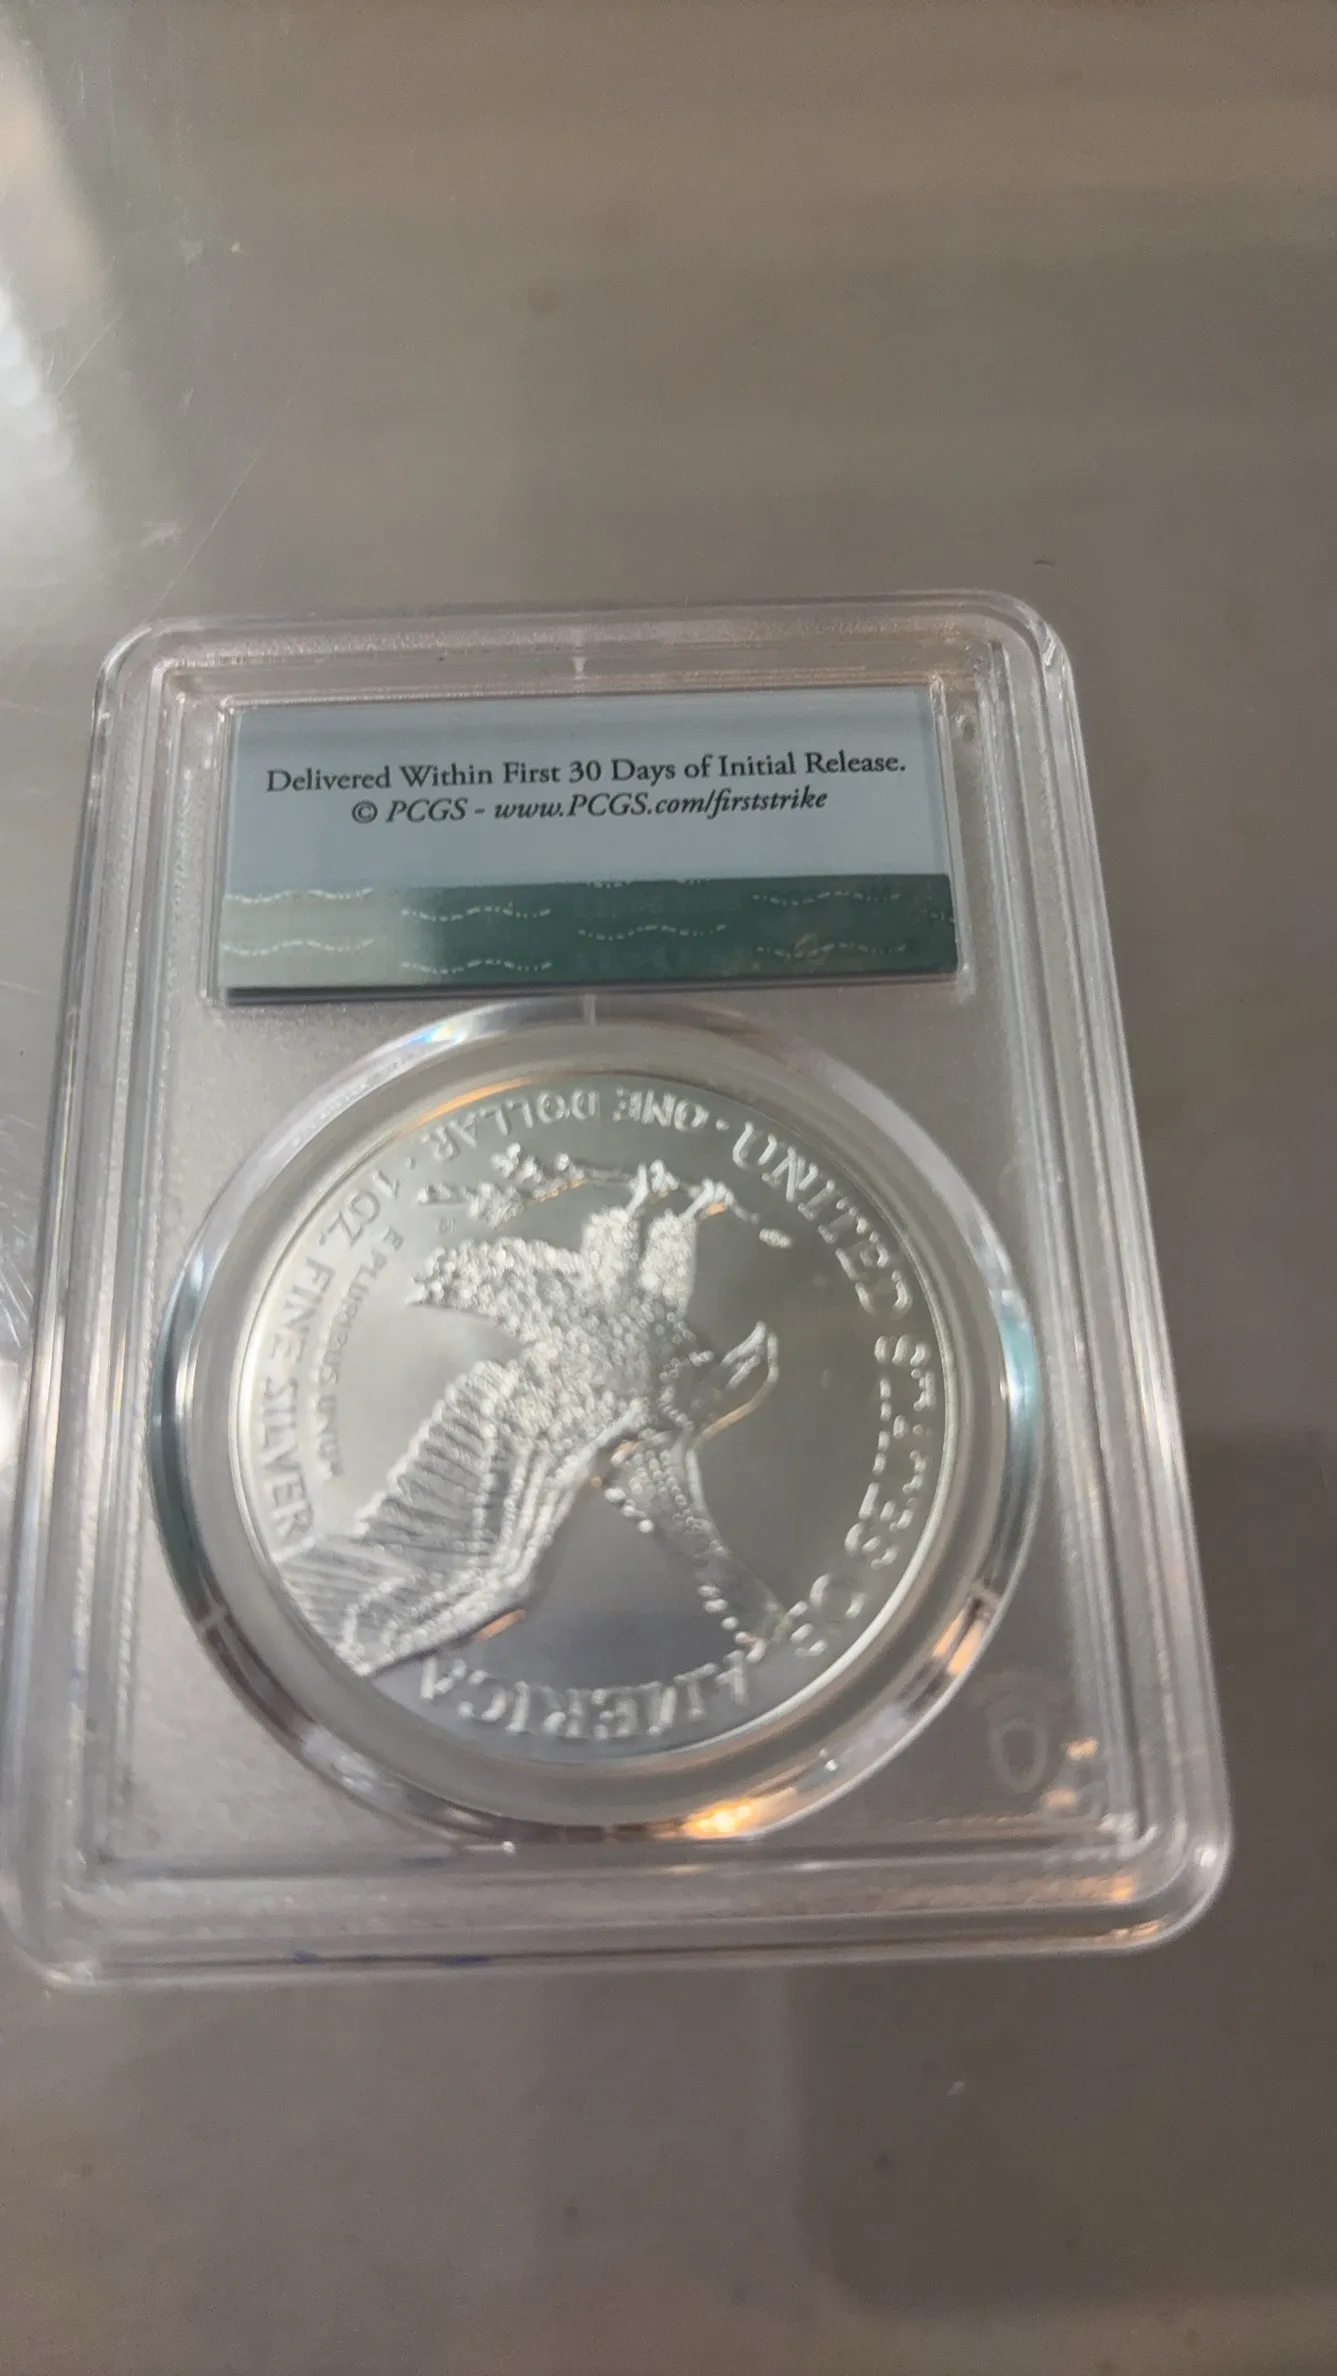 Delivered Within First 30 Days of Initial Release.
© PCGS - www.PCGS.com/firststrike
UNITED STATES OF AMERICA
1 OZ. FINE SILVER · ONE DOLLAR ·
E PLURIBUS UNUM